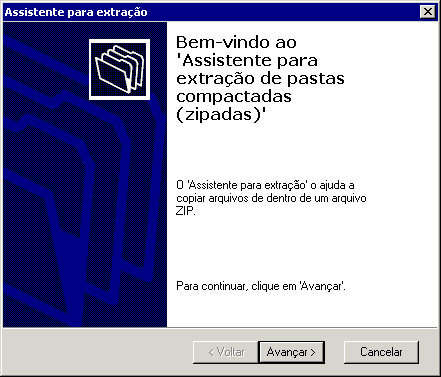 Assistente para extração
Bem-vindo ao
'Assistente para
extração de pastas
compactadas
(zipadas)'
O 'Assistente para extração' o ajuda a
copiar arquivos de dentro de um arquivo
ZIP.
Para continuar, clique em 'Avançar'.
< Voltar
Avançar >
Cancelar